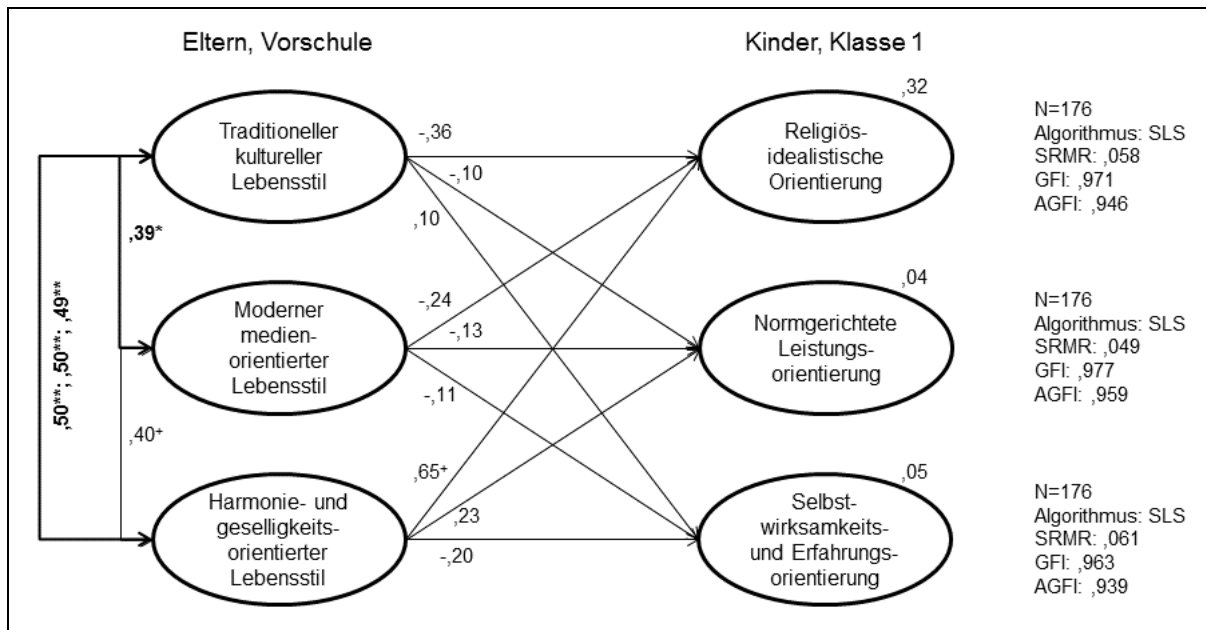 Eltern, Vorschule
Kinder, Klasse 1
Traditioneller
kultureller
Lebensstil
-,36
-,10
,10
,32
Religiös-
idealistische
Orientierung
N=176
Algorithmus: SLS
SRMR: ,058
GFI: ,971
AGFI: ,946
,39*
,50**; ,50**; ,49**
Moderner
medien-
orientierter
Lebensstil
-,24
-,13
-,11
,04
Normgerichtete
Leistungs-
orientierung
N=176
Algorithmus: SLS
SRMR: ,049
GFI: ,977
AGFI: ,959
,40+
Harmonie- und
geselligkeits-
orientierter
Lebensstil
,65+
,23
-,20
,05
Selbst-
wirksamkeits-
und Erfahrungs-
orientierung
N=176
Algorithmus: SLS
SRMR: ,061
GFI: ,963
AGFI: ,939